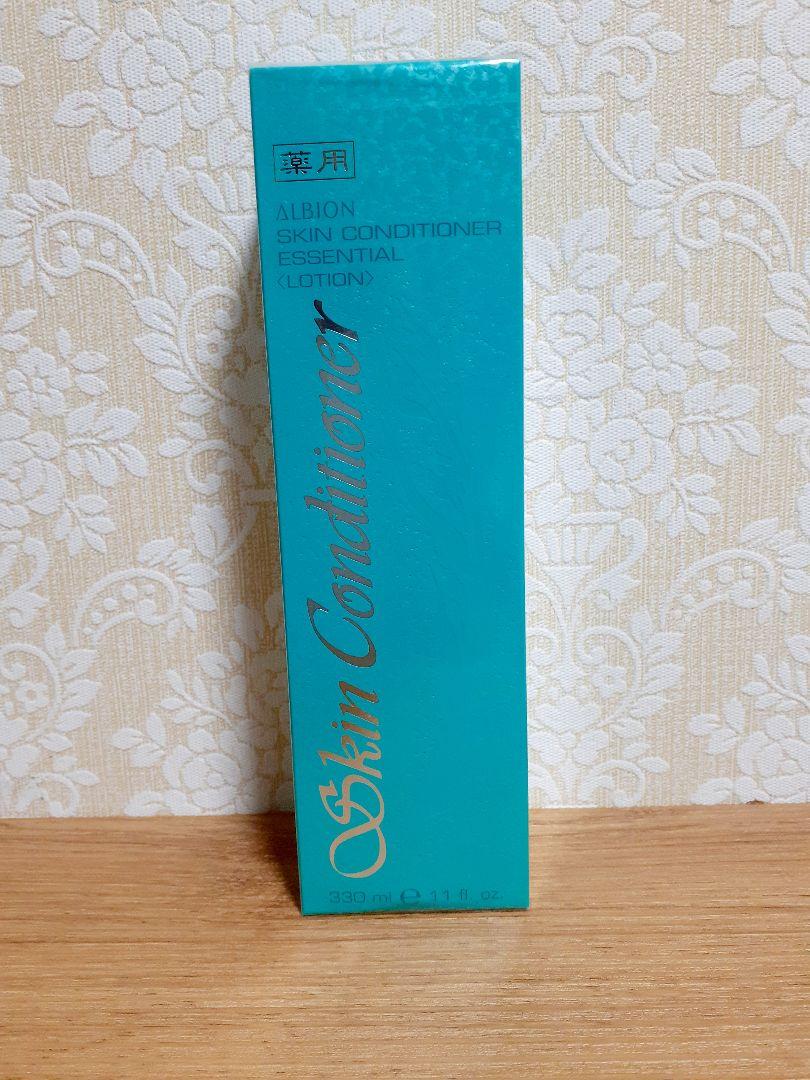 薬用
ALBION
SKIN CONDITIONER
ESSENTIAL
〈LOTION〉
Skin Conditioner
330 ml ℮ 11 fl. oz.